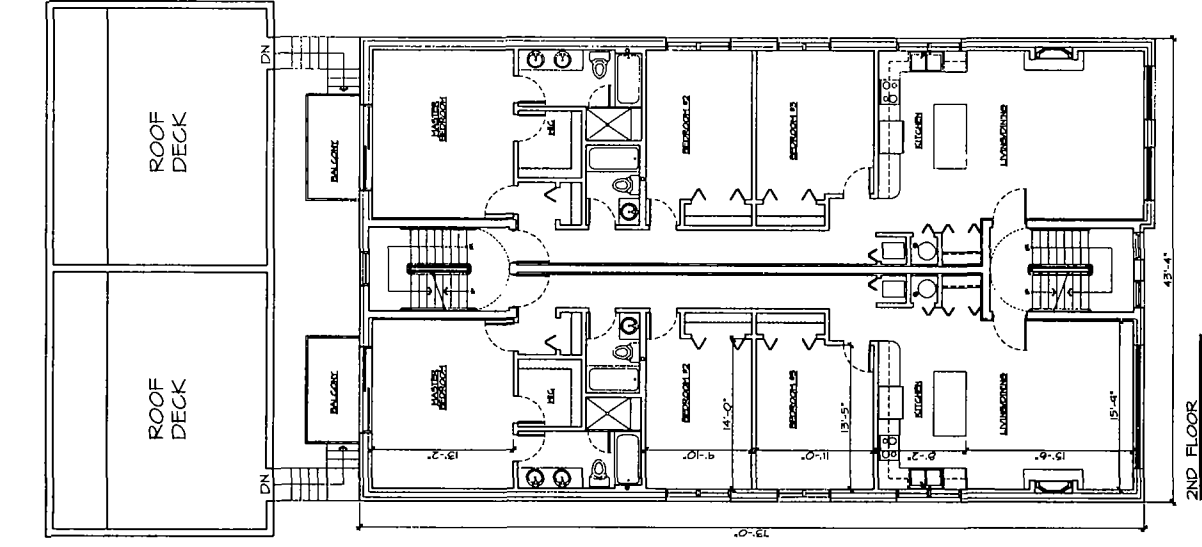 DN
ROOF
DECK
BALCONY
MASTER
BEDROOM
WIC
BEDROOM #2
BEDROOM #3
KITCHEN
LIVING/DINING
43'-4"
ROOF
DECK
BALCONY
MASTER
BEDROOM
WIC
BEDROOM #2
BEDROOM #3
KITCHEN
LIVING/DINING
14'-0"
13'-5"
15'-4"
13'-2"
9'-10"
11'-0"
8'-2"
15'-6"
DN
73'-0"
2ND FLOOR